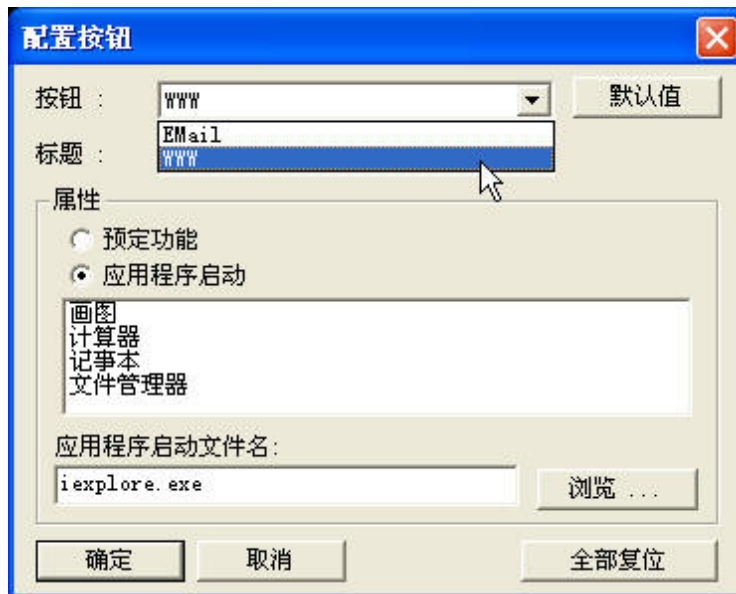 配置按钮
按钮 : WWW 默认值
EMail
标题 : WWW
属性
预定功能
应用程序启动
画图
计算器
记事本
文件管理器
应用程序启动文件名:
iexplore.exe 浏览 ...
确定 取消 全部复位